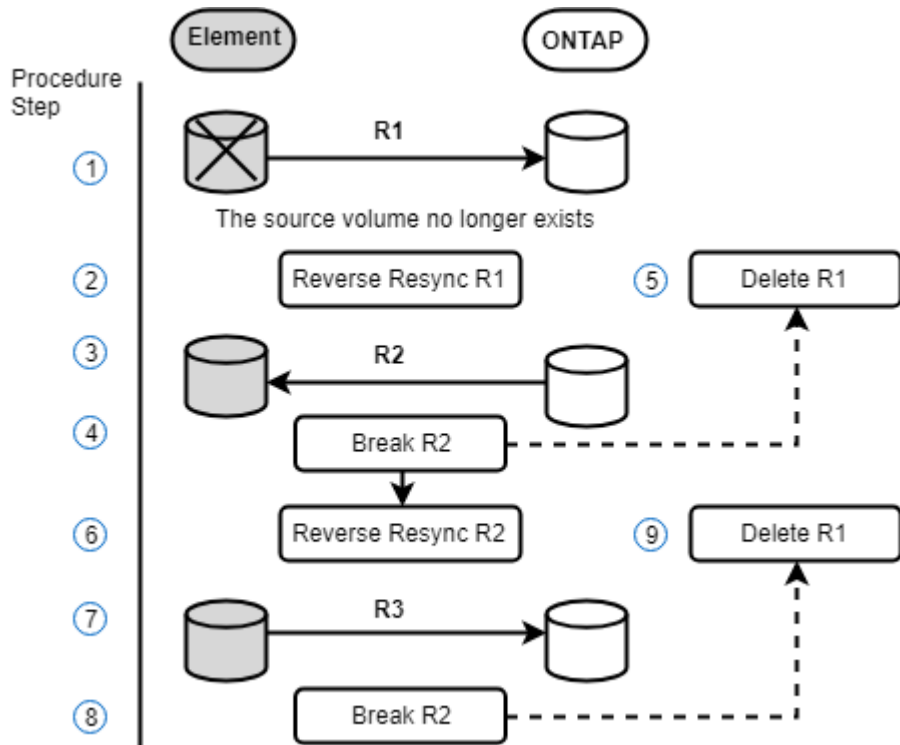 Element
ONTAP
Procedure
Step
R1
1
The source volume no longer exists
2
Reverse Resync R1
5
Delete R1
3
R2
4
Break R2
6
Reverse Resync R2
9
Delete R1
7
R3
8
Break R2